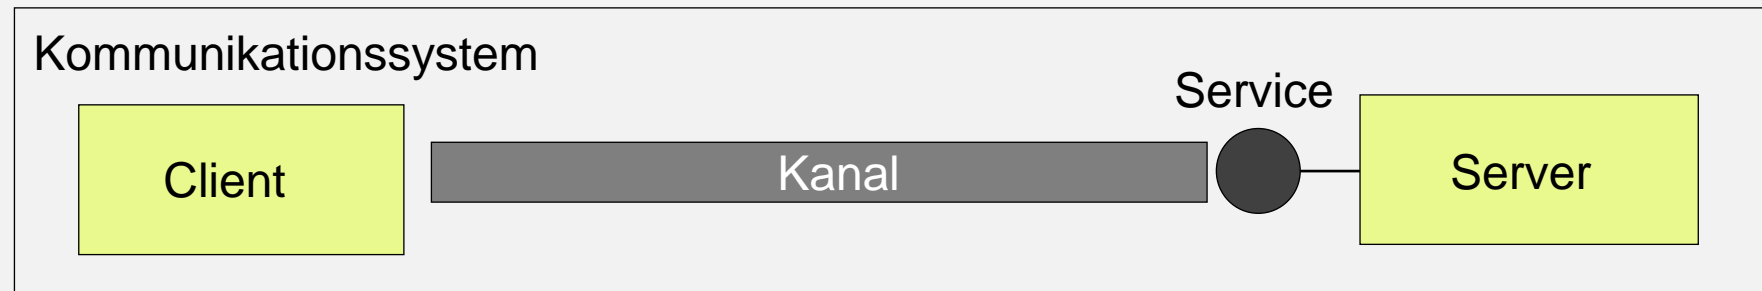 Kommunikationssystem
Service
Client
Kanal
Server